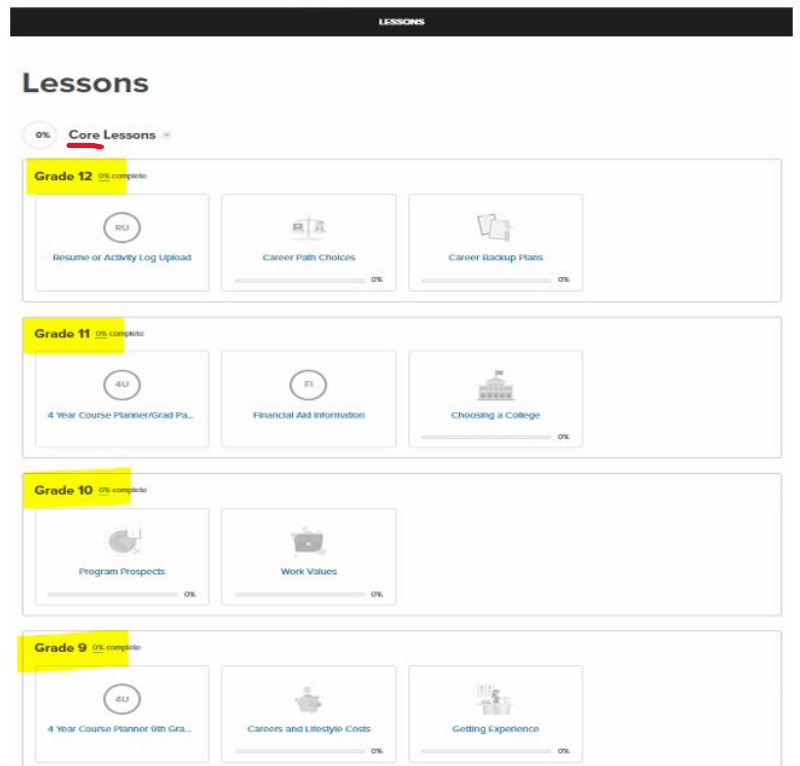 LESSONS
Lessons
0% Core Lessons
Grade 12 0% complete
RU
Resume or Activity Log Upload Career Path Choices Career Backup Plans
0% 0%
Grade 11 0% complete
4U FI
4 Year Course Planner/Grad Pa... Financial Aid Information Choosing a College
0%
Grade 10 0% complete
Program Prospects Work Values
0% 0%
Grade 9 0% complete
4U
4 Year Course Planner 9th Gra... Careers and Lifestyle Costs Getting Experience
0% 0%